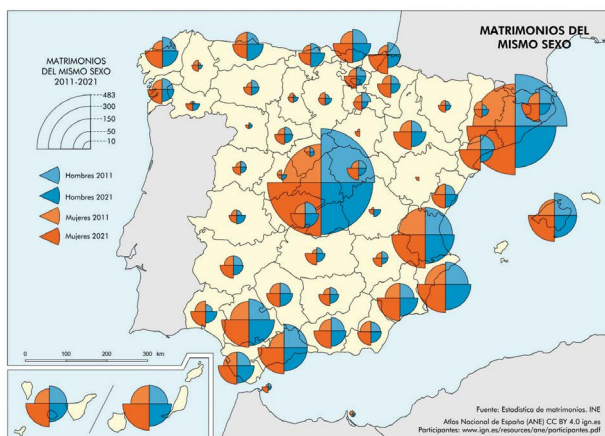 MATRIMONIOS DEL
MISMO SEXO
MATRIMONIOS
DEL MISMO SEXO
2011-2021
483
300
150
50
10
Hombres 2011
Hombres 2021
Mujeres 2011
Mujeres 2021
0 100 200 300 km
Fuente: Estadística de matrimonios. INE
Atlas Nacional de España (ANE) CC BY 4.0 ign.es
Participantes: www.ign.es/resources/ane/participantes.pdf